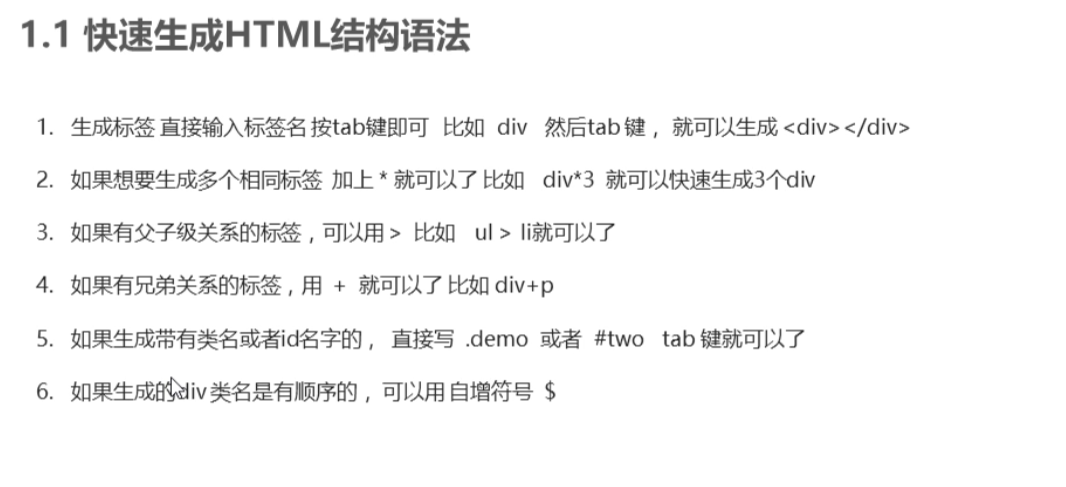 1.1 快速生成HTML结构语法
1. 生成标签 直接输入标签名 按tab键即可 比如 div 然后tab 键， 就可以生成 <div></div>
2. 如果想要生成多个相同标签 加上 * 就可以了 比如 div*3 就可以快速生成3个div
3. 如果有父子级关系的标签，可以用 > 比如 ul > li就可以了
4. 如果有兄弟关系的标签，用 + 就可以了 比如 div+p
5. 如果生成带有类名或者id名字的， 直接写 .demo 或者 #two tab 键就可以了
6. 如果生成的div 类名是有顺序的， 可以用 自增符号 $